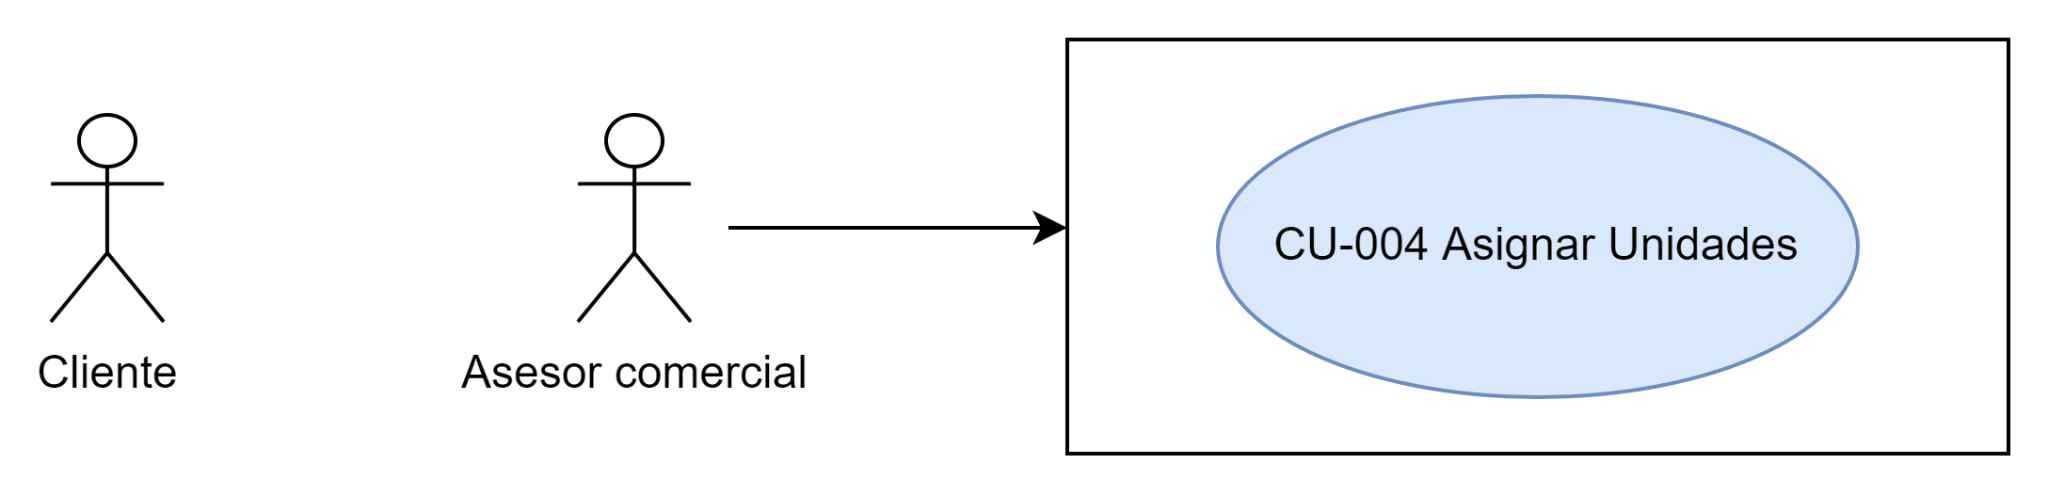 CU-004 Asignar Unidades
Cliente
Asesor comercial